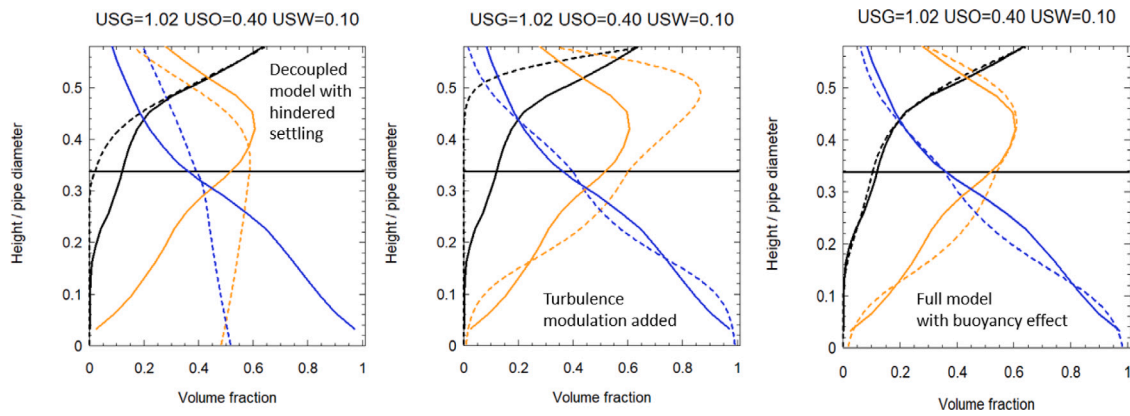 USG=1.02 USO=0.40 USW=0.10
Height / pipe diameter
0.5
0.4
0.3
0.2
0.1
0
0 0.2 0.4 0.6 0.8 1
Volume fraction
Decoupled
model with
hindered
settling
USG=1.02 USO=0.40 USW=0.10
Height / pipe diameter
0.5
0.4
0.3
0.2
0.1
0
0 0.2 0.4 0.6 0.8 1
Volume fraction
Turbulence
modulation added
USG=1.02 USO=0.40 USW=0.10
Height / pipe diameter
0.5
0.4
0.3
0.2
0.1
0
0 0.2 0.4 0.6 0.8 1
Volume fraction
Full model
with buoyancy effect